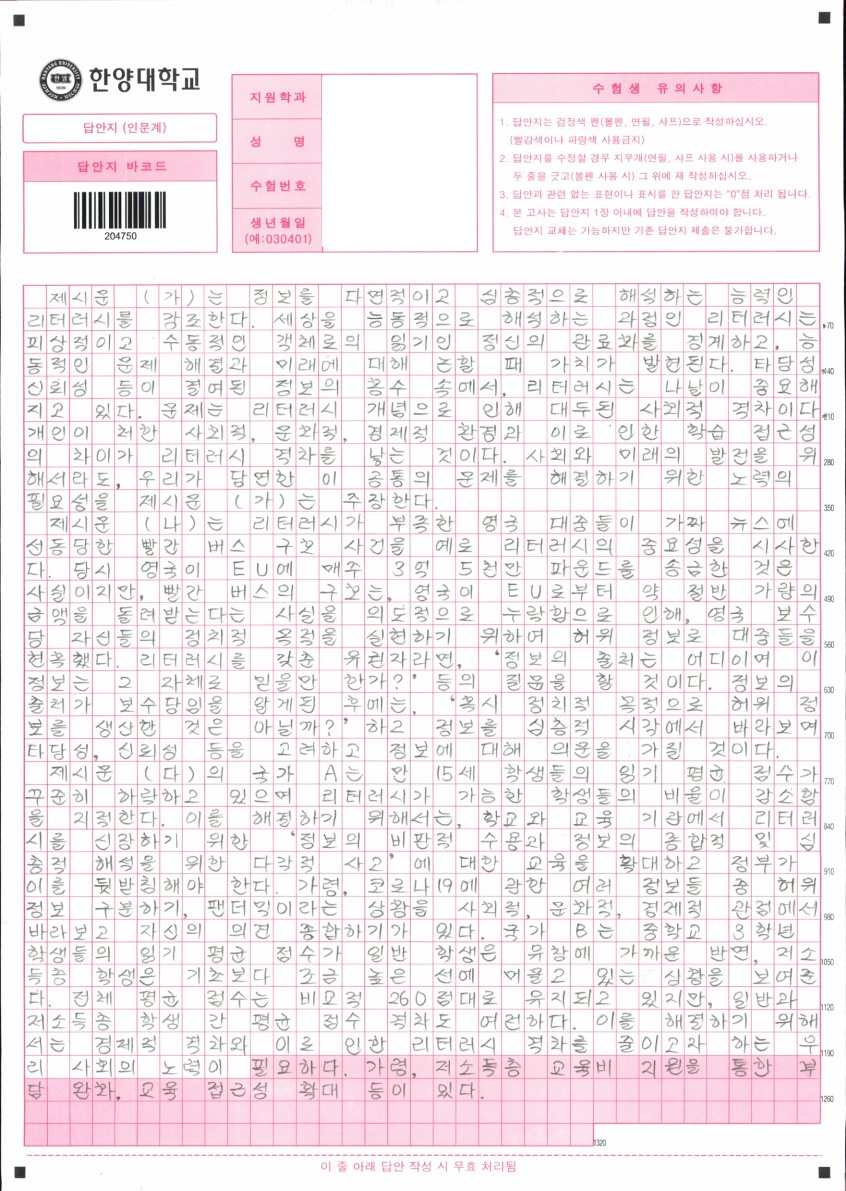 한양대학교
답안지 (인문계)
답안지 바코드
204750
지원학과
성 명
수험번호
생년월일
(예:030401)
수 험 생 유 의 사 항
1. 답안지는 검정색 펜(볼펜, 연필, 샤프)으로 작성하십시오.
(빨강색이나 파랑색 사용금지)
2. 답안지를 수정할 경우 지우개(연필, 샤프 사용 시)를 사용하거나
두 줄을 긋고(볼펜 사용 시) 그 위에 재 작성하십시오.
3. 답안과 관련 없는 표현이나 표시를 한 답안지는 "0"점 처리 됩니다.
4. 본 고사는 답안지 1장 이내에 답안을 작성하여야 합니다.
답안지 교체는 가능하지만 기존 답안지 제출은 불가합니다.
제시문 (가)는 정보를 다면적이고 심층적으로 해석하는 능력인
리터러시를 강조한다. 세상을 능동적으로 해석하는 과정인 리터러시는
70
피상적이고 수동적인 객체로의 읽기인 정신의 완료화를 경계하고, 능
동적인 문제 해결과 미래에 대해 논할 때 가치가 발현된다. 타당성
140
신뢰성 등이 결여된 정보의 홍수 속에서, 리터러시는 나날이 중요해
지고 있다. 문제는 리터러시 개념으로 인해 대두된 사회적 격차이다
210
개인이 처한 사회적, 문화적, 경제적 환경과 이로 인한 학습 접근성
의 차이가 리터러시 격차를 낳는 것이다. 사회와 미래의 발전을 위
280
해서라도, 우리가 당면한 이 공통의 문제를 해결하기 위한 노력의
필요성을 제시문 (가)는 주장한다.
350
제시문 (나)는 리터러시가 부족한 영국 대중들이 가짜 뉴스에
선동당한 빨간 버스 구호 사건을 예로 리터러시의 중요성을 시사한
420
다. 당시 영국이 EU에 매주 3억 5천만 파운드를 송금한 것은
사실이지만, 빨간 버스의 구호는, 영국이 EU로부터 약 절반 가량의
490
금액을 돌려받는다는 사실을 의도적으로 누락함으로 인해, 영국 보수
당 자신들의 정치적 목적을 실현하기 위하여 허위 정보로 대중들을
560
현혹했다. 리터러시를 갖춘 유권자라면, '정보의 출처는 어디이며 이
정보는 그 자체로 믿을만 한가?' 등의 질문을 할 것이다. 정보의
630
출처가 보수당임을 알게된 후에는, '혹시 정치적 목적으로 허위 정
보를 생산한 것은 아닐까?' 하고 정보를 심층적 시각에서 바라보며
700
타당성, 신뢰성 등을 고려하고 정보에 대해 의문을 가질 것이다.
제시문 (다)의 국가 A는 만 15세 학생들의 읽기 평균 점수가
770
꾸준히 하락하고 있으며 리터러시가 가능한 학생들의 비율이 감소함
을 지적한다. 이를 해결하기 위해서는, 학교와 교육 기관에서 리터러
840
시를 신장하기 위한 '정보의 비판적 수용과 정보의 종합적 및 심
층적 해석을 위한 다각적 사고' 에 대한 교육을 확대하고 정부가
910
이를 뒷받침해야 한다. 가령, 코로나19에 관한 여러 정보들 중 허위
정보 구분하기, 팬더믹이라는 상황을 사회적, 문화적, 경제적 관점에서
980
바라보고 자신의 의견 종합하기가 있다. 국가 B는 중학교 3학년
학생들의 읽기 평균 점수가 일반 학생은 우상에 가까운 반면, 저소
1050
득층 학생은 기초보다 조금 높은 선에 머물고 있는 상황을 보여준
다. 전체 평균 점수는 비교적 260점대로 유지되고 있지만, 일반과
1120
저소득층 학생 간 평균 점수 격차도 여전하다. 이를 해결하기 위해
서는 경제적 격차와 이로 인한 리터러시 격차를 줄이고자 하는 우
1190
리 사회의 노력이 필요하다. 가령, 저소득층 교육비 지원을 통한 부
담 완화, 교육 접근성 확대 등이 있다.
1260
1320
이 줄 아래 답안 작성 시 무효 처리됨